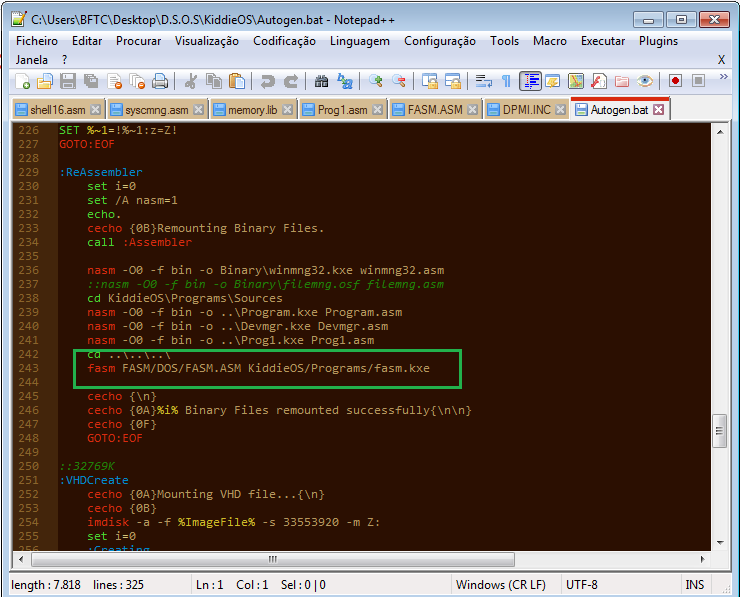 C:\Users\BFTC\Desktop\D.S.O.S\KiddieOS\Autogen.bat - Notepad++
Ficheiro Editar Procurar Visualização Codificação Linguagem Configuração Tools Macro Executar Plugins
Janela ? X
shell16.asm syscmng.asm memory.lib Prog1.asm FASM.ASM DPMI.INC Autogen.bat
226 SET %~1=!%~1:z=Z!
227 GOTO:EOF
228
229 :ReAssembler
230 set i=0
231 set /A nasm=1
232 echo.
233 cecho {0B}Remounting Binary Files.
234 call :Assembler
235
236 nasm -O0 -f bin -o Binary\winmng32.kxe winmng32.asm
237 ::nasm -O0 -f bin -o Binary\filemng.osf filemng.asm
238 cd KiddieOS\Programs\Sources
239 nasm -O0 -f bin -o ..\Program.kxe Program.asm
240 nasm -O0 -f bin -o ..\Devmgr.kxe Devmgr.asm
241 nasm -O0 -f bin -o ..\Prog1.kxe Prog1.asm
242 cd ..\..\..\
243 fasm FASM/DOS/FASM.ASM KiddieOS/Programs/fasm.kxe
244
245 cecho {\n}
246 cecho {0A}%i% Binary Files remounted successfully{\n\n}
247 cecho {0F}
248 GOTO:EOF
249
250 ::32769K
251 :VHDCreate
252 cecho {0A}Mounting VHD file...{\n}
253 cecho {0B}
254 imdisk -a -f %ImageFile% -s 33553920 -m Z:
255 set i=0
256 :Creating
length : 7.818 lines : 325 Ln : 1 Col : 1 Sel : 0 | 0 Windows (CR LF) UTF-8 INS